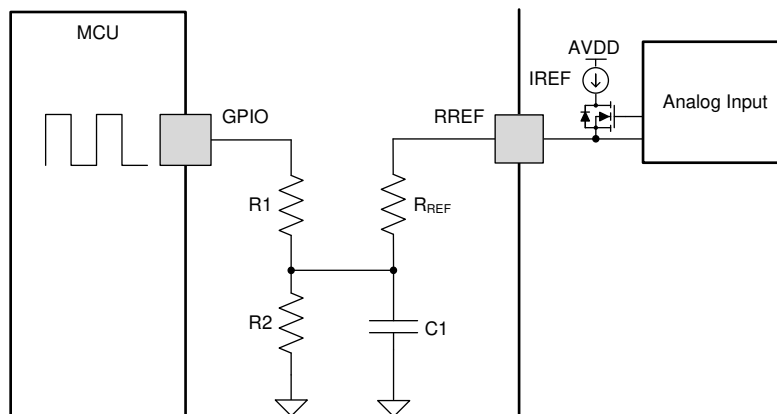 MCU
AVDD
IREF
Analog Input
GPIO
RREF
R1
RREF
R2
C1